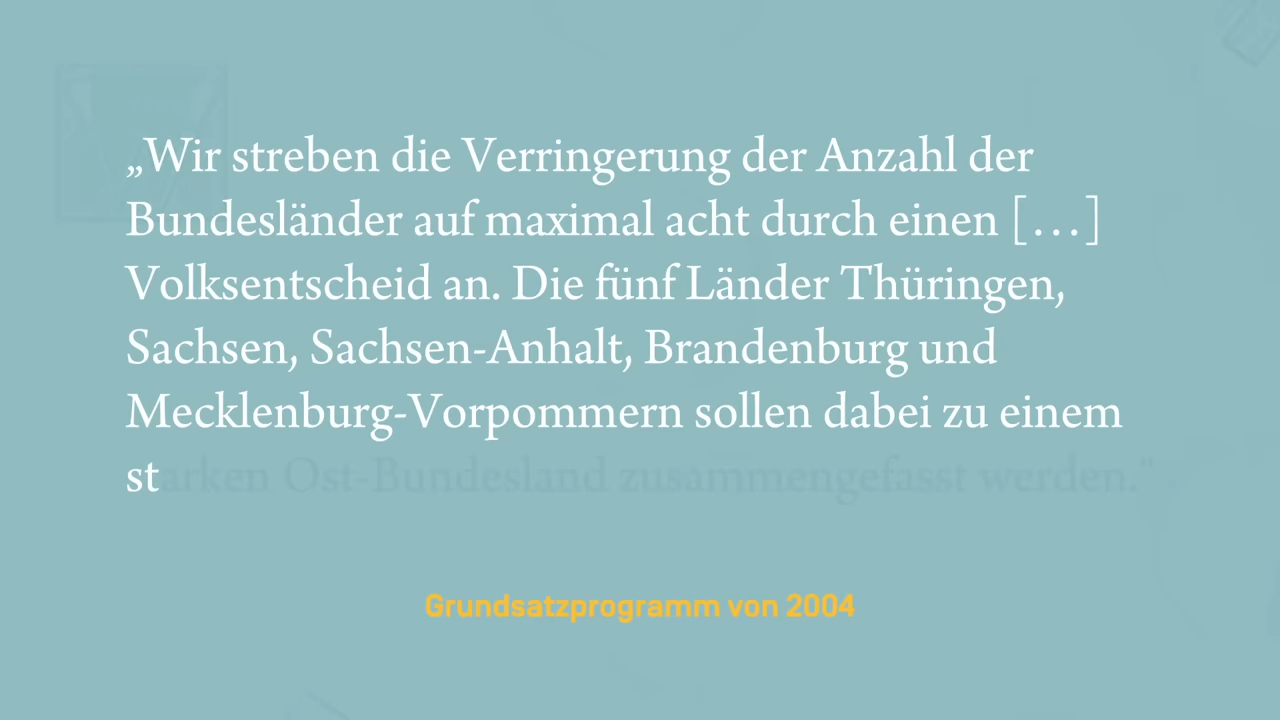 „Wir streben die Verringerung der Anzahl der
Bundesländer auf maximal acht durch einen […]
Volksentscheid an. Die fünf Länder Thüringen,
Sachsen, Sachsen-Anhalt, Brandenburg und
Mecklenburg-Vorpommern sollen dabei zu einem
starken Ost-Bundesland zusammengefasst werden.“
Grundsatzprogramm von 2004